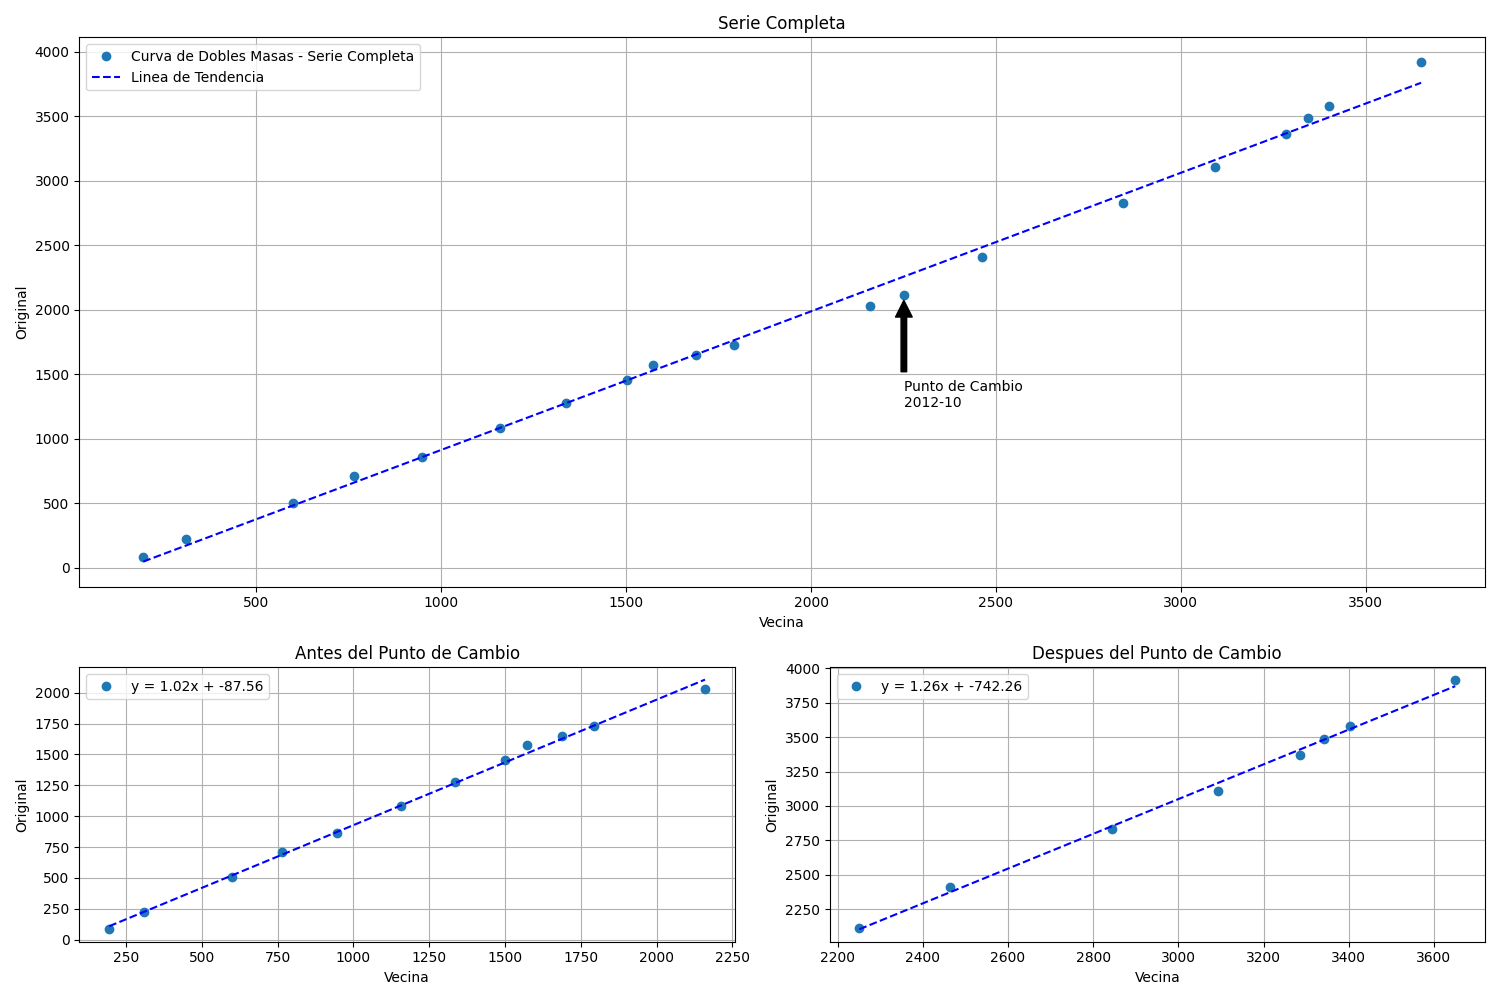 Serie Completa
Curva de Dobles Masas - Serie Completa
Linea de Tendencia
4000
3500
3000
2500
2000
1500
1000
500
0
Original
Punto de Cambio
2012-10
500 1000 1500 2000 2500 3000 3500
Vecina
Antes del Punto de Cambio
y = 1.02x + -87.56
2000
1750
1500
1250
1000
750
500
250
0
Original
250 500 750 1000 1250 1500 1750 2000 2250
Vecina
Despues del Punto de Cambio
y = 1.26x + -742.26
4000
3750
3500
3250
3000
2750
2500
2250
Original
2200 2400 2600 2800 3000 3200 3400 3600
Vecina